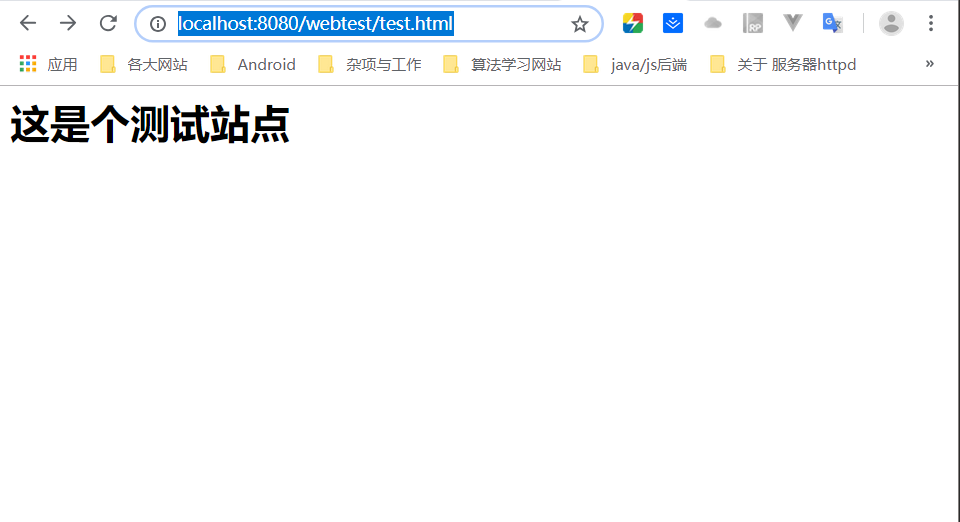 localhost:8080/webtest/test.html
应用 各大网站 Android 杂项与工作 算法学习网站 java/js后端 关于 服务器httpd »
这是个测试站点